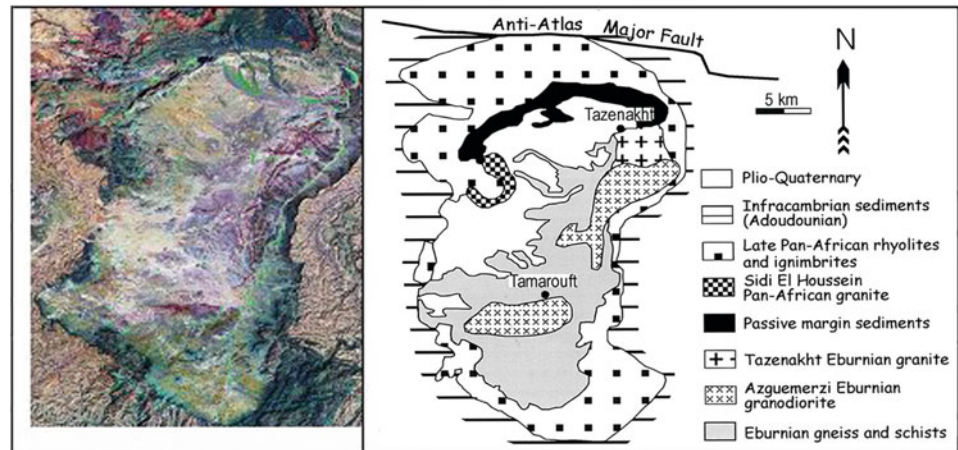 Anti-Atlas Major Fault
N
5 km
Tazenakht
Tamarouft
Plio-Quaternary
Infracambrian sediments
(Adoudounian)
Late Pan-African rhyolites
and ignimbrites
Sidi El Houssein
Pan-African granite
Passive margin sediments
Tazenakht Eburnian granite
Azguemerzi Eburnian
granodiorite
Eburnian gneiss and schists